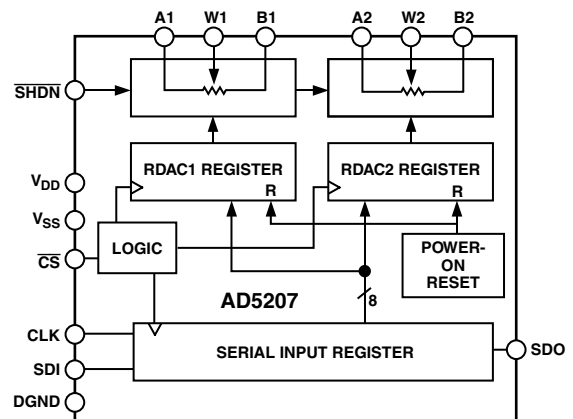 A1 W1 B1 A2 W2 B2
SHDN
RDAC1 REGISTER
R
RDAC2 REGISTER
R
VDD
VSS
CS
LOGIC
POWER-
ON
RESET
8
AD5207
CLK
SDI
DGND
SERIAL INPUT REGISTER
SDO